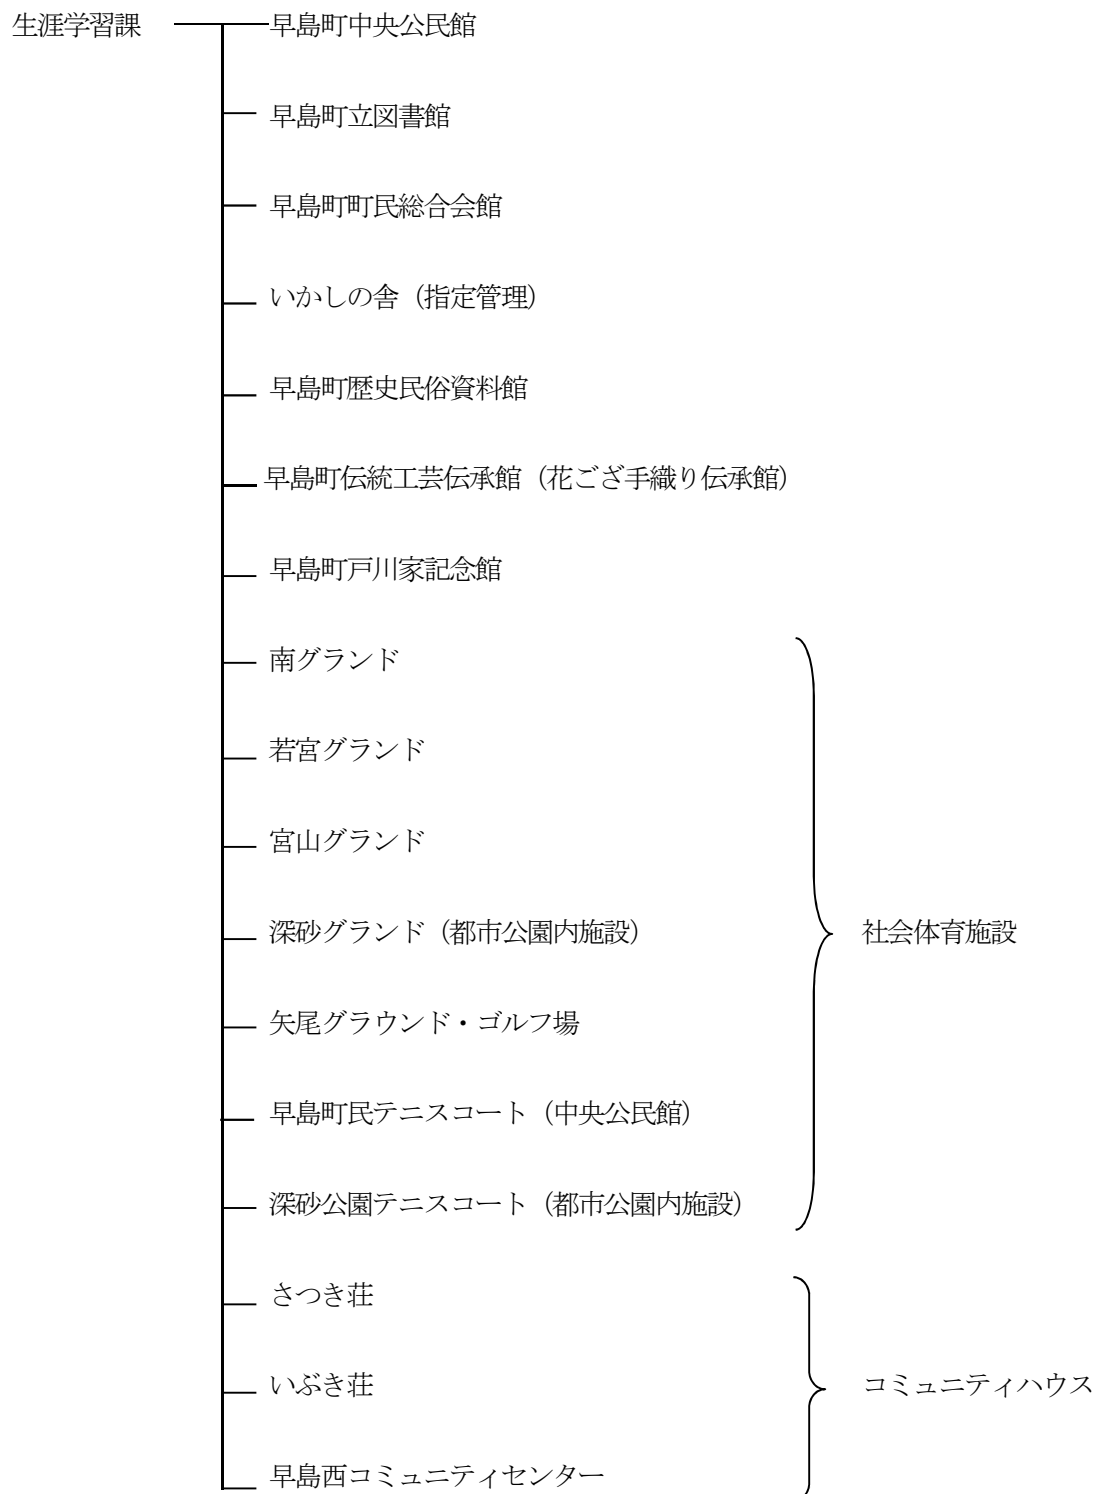 生涯学習課 早島町中央公民館
早島町立図書館
早島町町民総合会館
いかしの舎（指定管理）
早島町歴史民俗資料館
早島町伝統工芸伝承館（花ござ手織り伝承館）
早島町戸川家記念館
南グランド
若宮グランド
宮山グランド
深砂グランド（都市公園内施設） 社会体育施設
矢尾グラウンド・ゴルフ場
早島町民テニスコート（中央公民館）
深砂公園テニスコート（都市公園内施設）
さつき荘
いぶき荘 コミュニティハウス
早島西コミュニティセンター